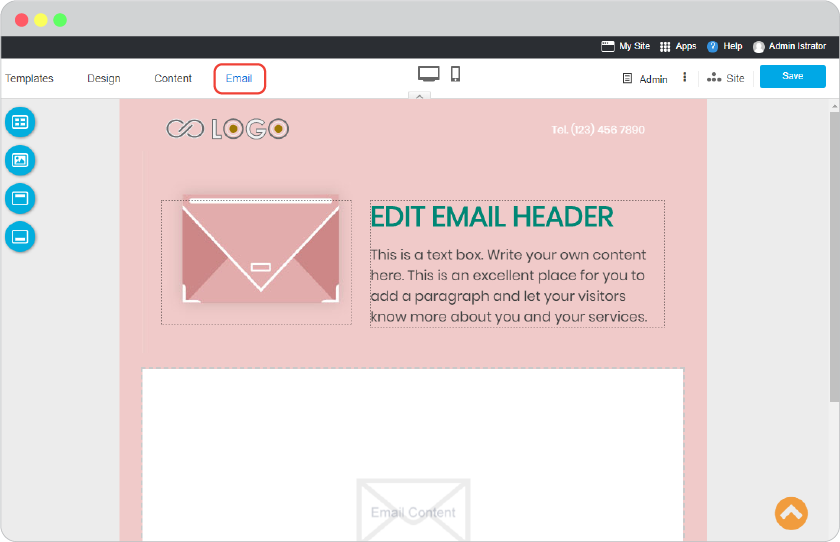 My Site Apps ? Help Admin Istrator
Templates Design Content Email Admin Site Save
LOGO Tel. (123) 456 7890
EDIT EMAIL HEADER
This is a text box. Write your own content
here. This is an excellent place for you to
add a paragraph and let your visitors
know more about you and your services.
Email Content